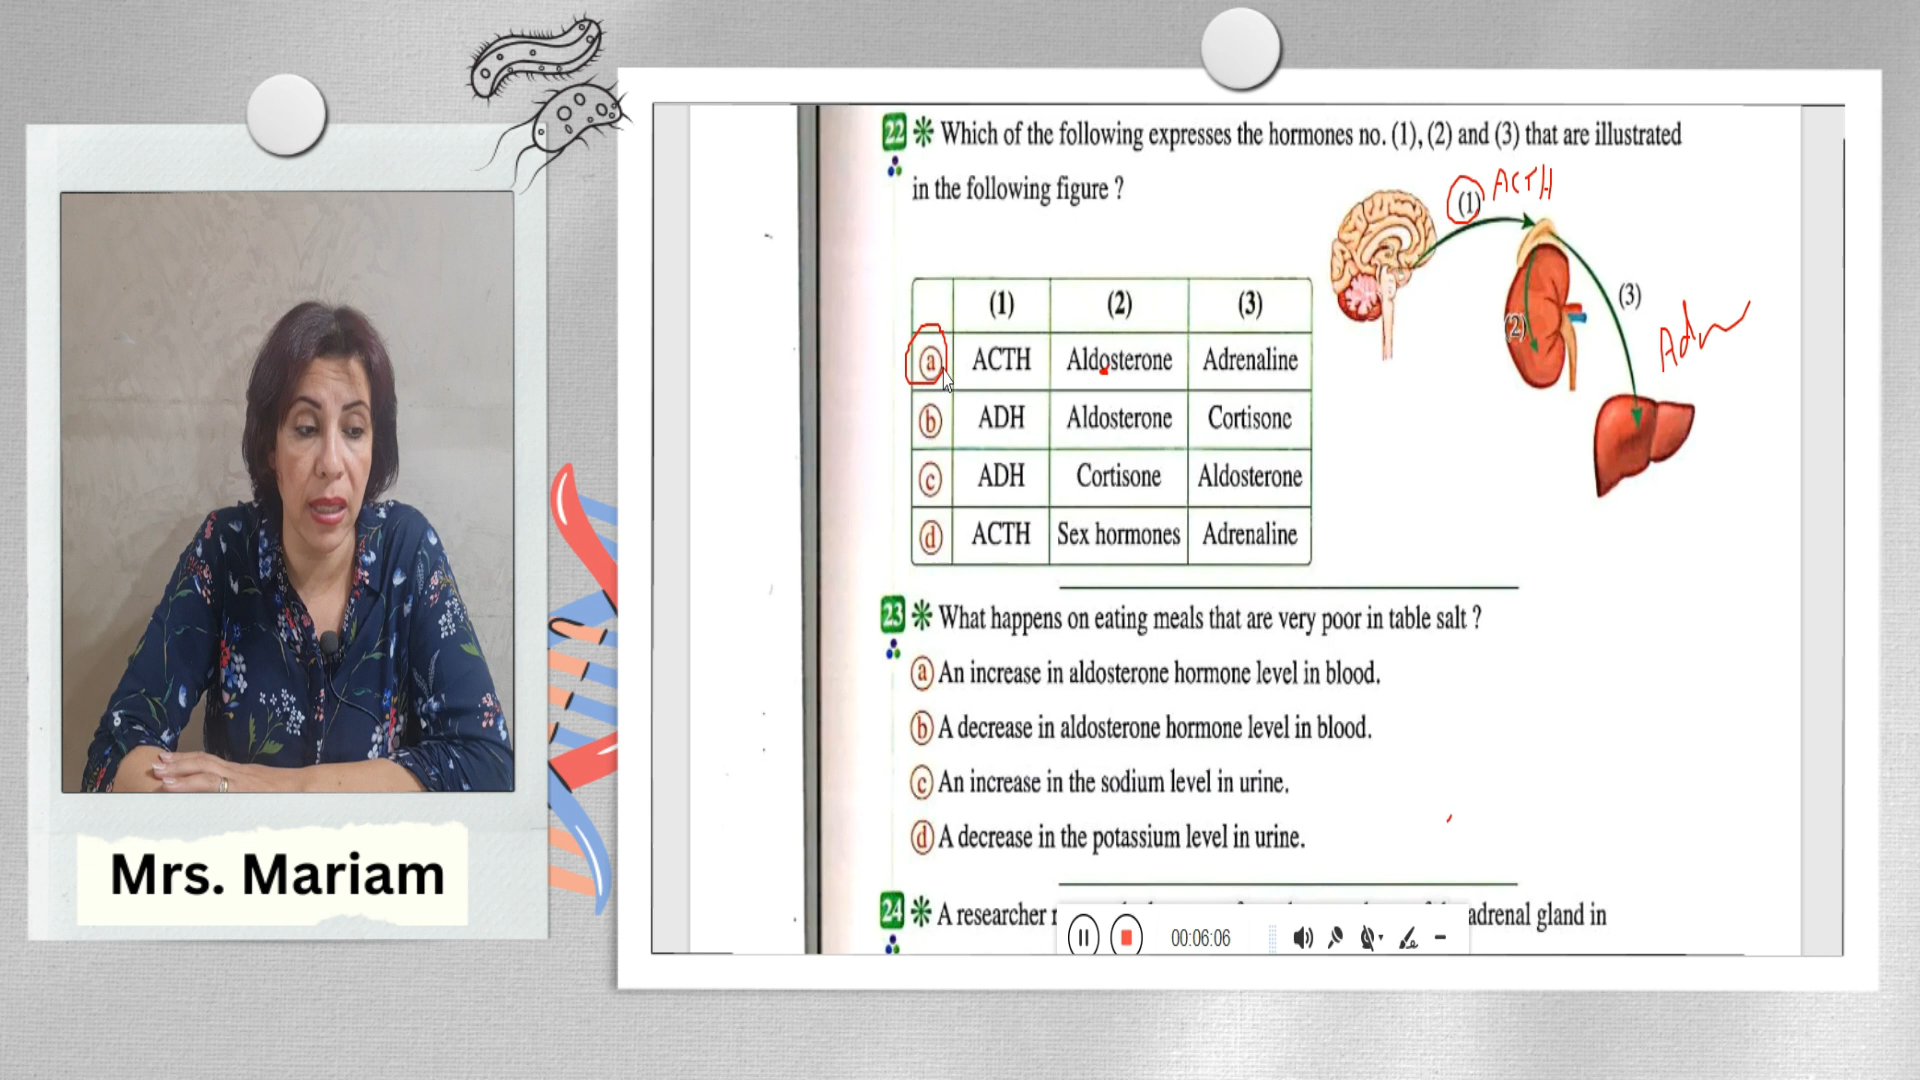 22 Which of the following expresses the hormones no. (1), (2) and (3) that are illustrated
in the following figure ?
(1) ACTH
(2)
(3)
(1) (2) (3)
a ACTH Aldosterone Adrenaline
b ADH Aldosterone Cortisone
c ADH Cortisone Aldosterone
d ACTH Sex hormones Adrenaline
23 What happens on eating meals that are very poor in table salt ?
a An increase in aldosterone hormone level in blood.
b A decrease in aldosterone hormone level in blood.
c An increase in the sodium level in urine.
d A decrease in the potassium level in urine.
24 A researcher
adrenal gland in
00:06:06
Mrs. Mariam